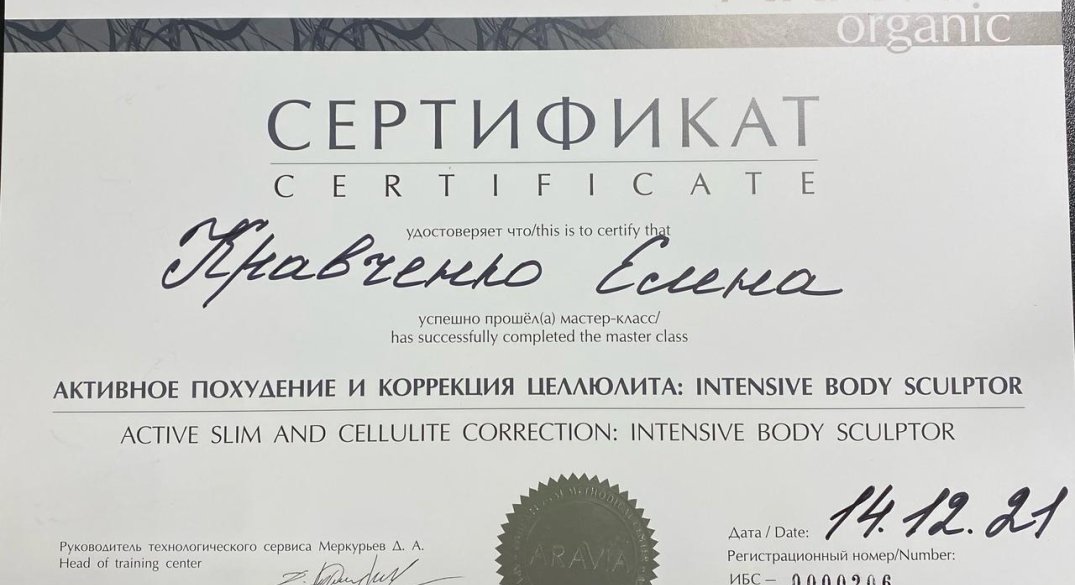 organic
СЕРТИФИКАТ
CERTIFICATE
удостоверяет что/this is to certify that
Кравченко Елена
успешно прошёл(а) мастер-класс/
has successfully completed the master class
АКТИВНОЕ ПОХУДЕНИЕ И КОРРЕКЦИЯ ЦЕЛЛЮЛИТА: INTENSIVE BODY SCULPTOR
ACTIVE SLIM AND CELLULITE CORRECTION: INTENSIVE BODY SCULPTOR
ARAVIA
14.12.21
Дата / Date:
Руководитель технологического сервиса Меркурьев Д. А.
Head of training center
Регистрационный номер/Number:
ИБС – 0000206